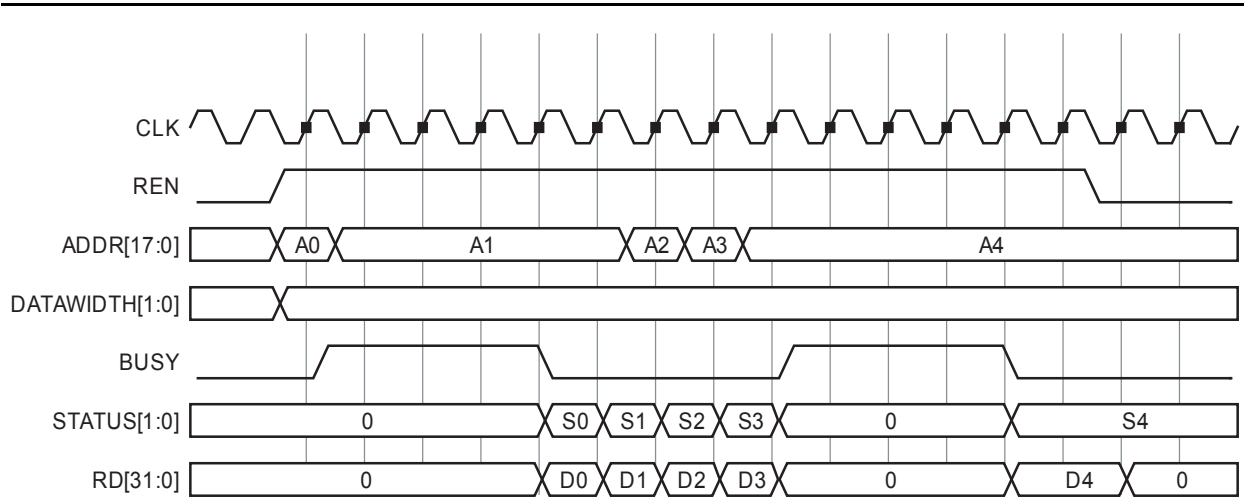 CLK
REN
ADDR[17:0] A0 A1 A2 A3 A4
DATAWIDTH[1:0]
BUSY
STATUS[1:0] 0 S0 S1 S2 S3 0 S4
RD[31:0] 0 D0 D1 D2 D3 0 D4 0